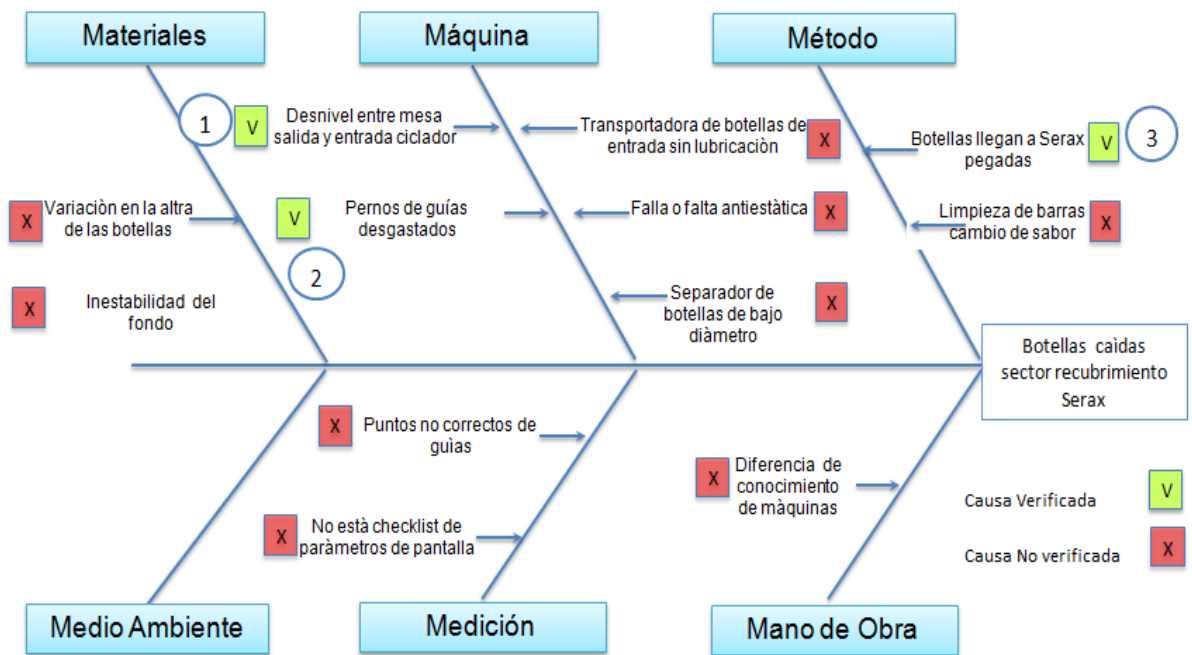 Materiales
Máquina
Método
1
V
Desnivel entre mesa
salida y entrada ciclador
Transportadora de botellas de
entrada sin lubricaciòn
X
Botellas llegan a Serax
pegadas
V
3
X
Variaciòn en la altra
de las botellas
V
Pernos de guías
desgastados
Falla o falta antiestàtica
X
Limpieza de barras
cambio de sabor
X
2
X
Inestabilidad del
fondo
Separador de
botellas de bajo
diàmetro
X
Botellas caìdas
sector recubrimiento
Serax
X
Puntos no correctos de
guìas
X
Diferencia de
conocimiento
de màquinas
X
No està checklist de
paràmetros de pantalla
Causa Verificada
V
Causa No verificada
X
Medio Ambiente
Medición
Mano de Obra